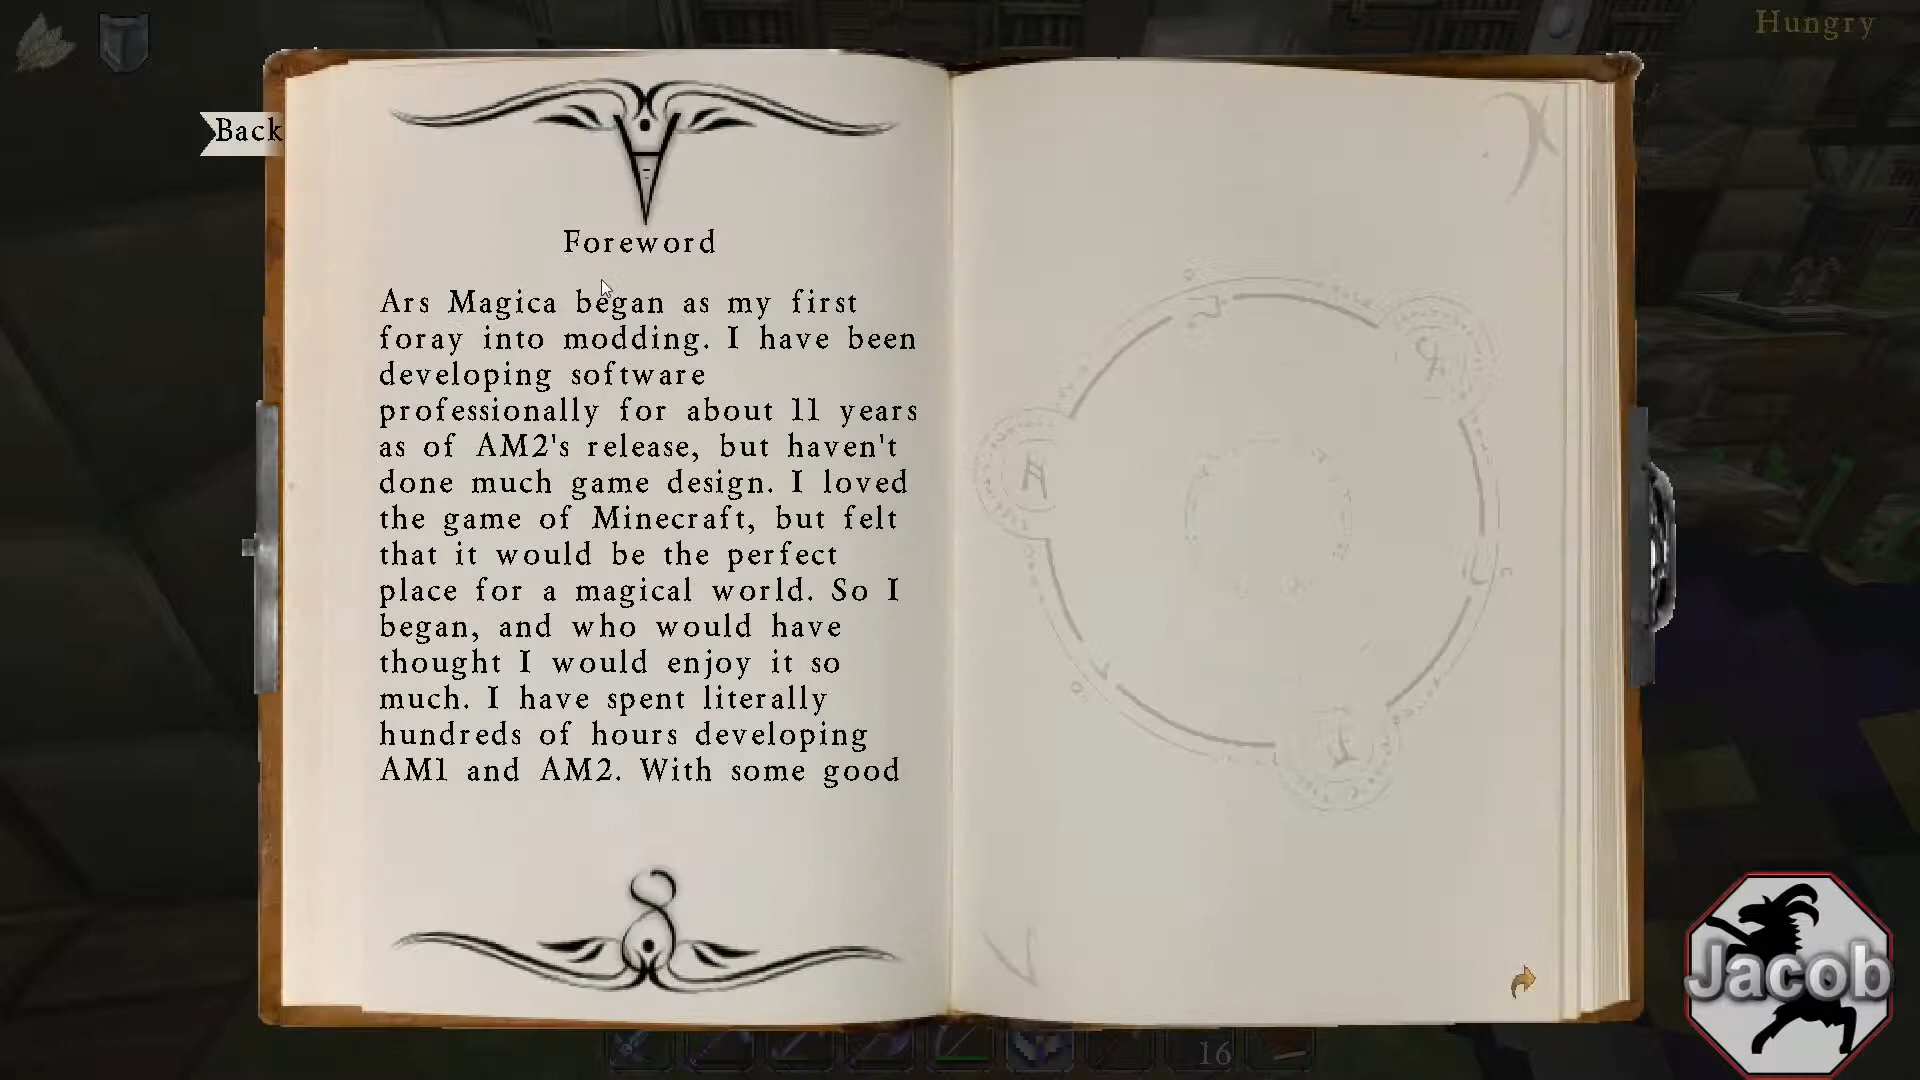 Hungry
Back
Foreword
Ars Magica began as my first
foray into modding. I have been
developing software
professionally for about 11 years
as of AM2's release, but haven't
done much game design. I loved
the game of Minecraft, but felt
that it would be the perfect
place for a magical world. So I
began, and who would have
thought I would enjoy it so
much. I have spent literally
hundreds of hours developing
AM1 and AM2. With some good
16
Jacob